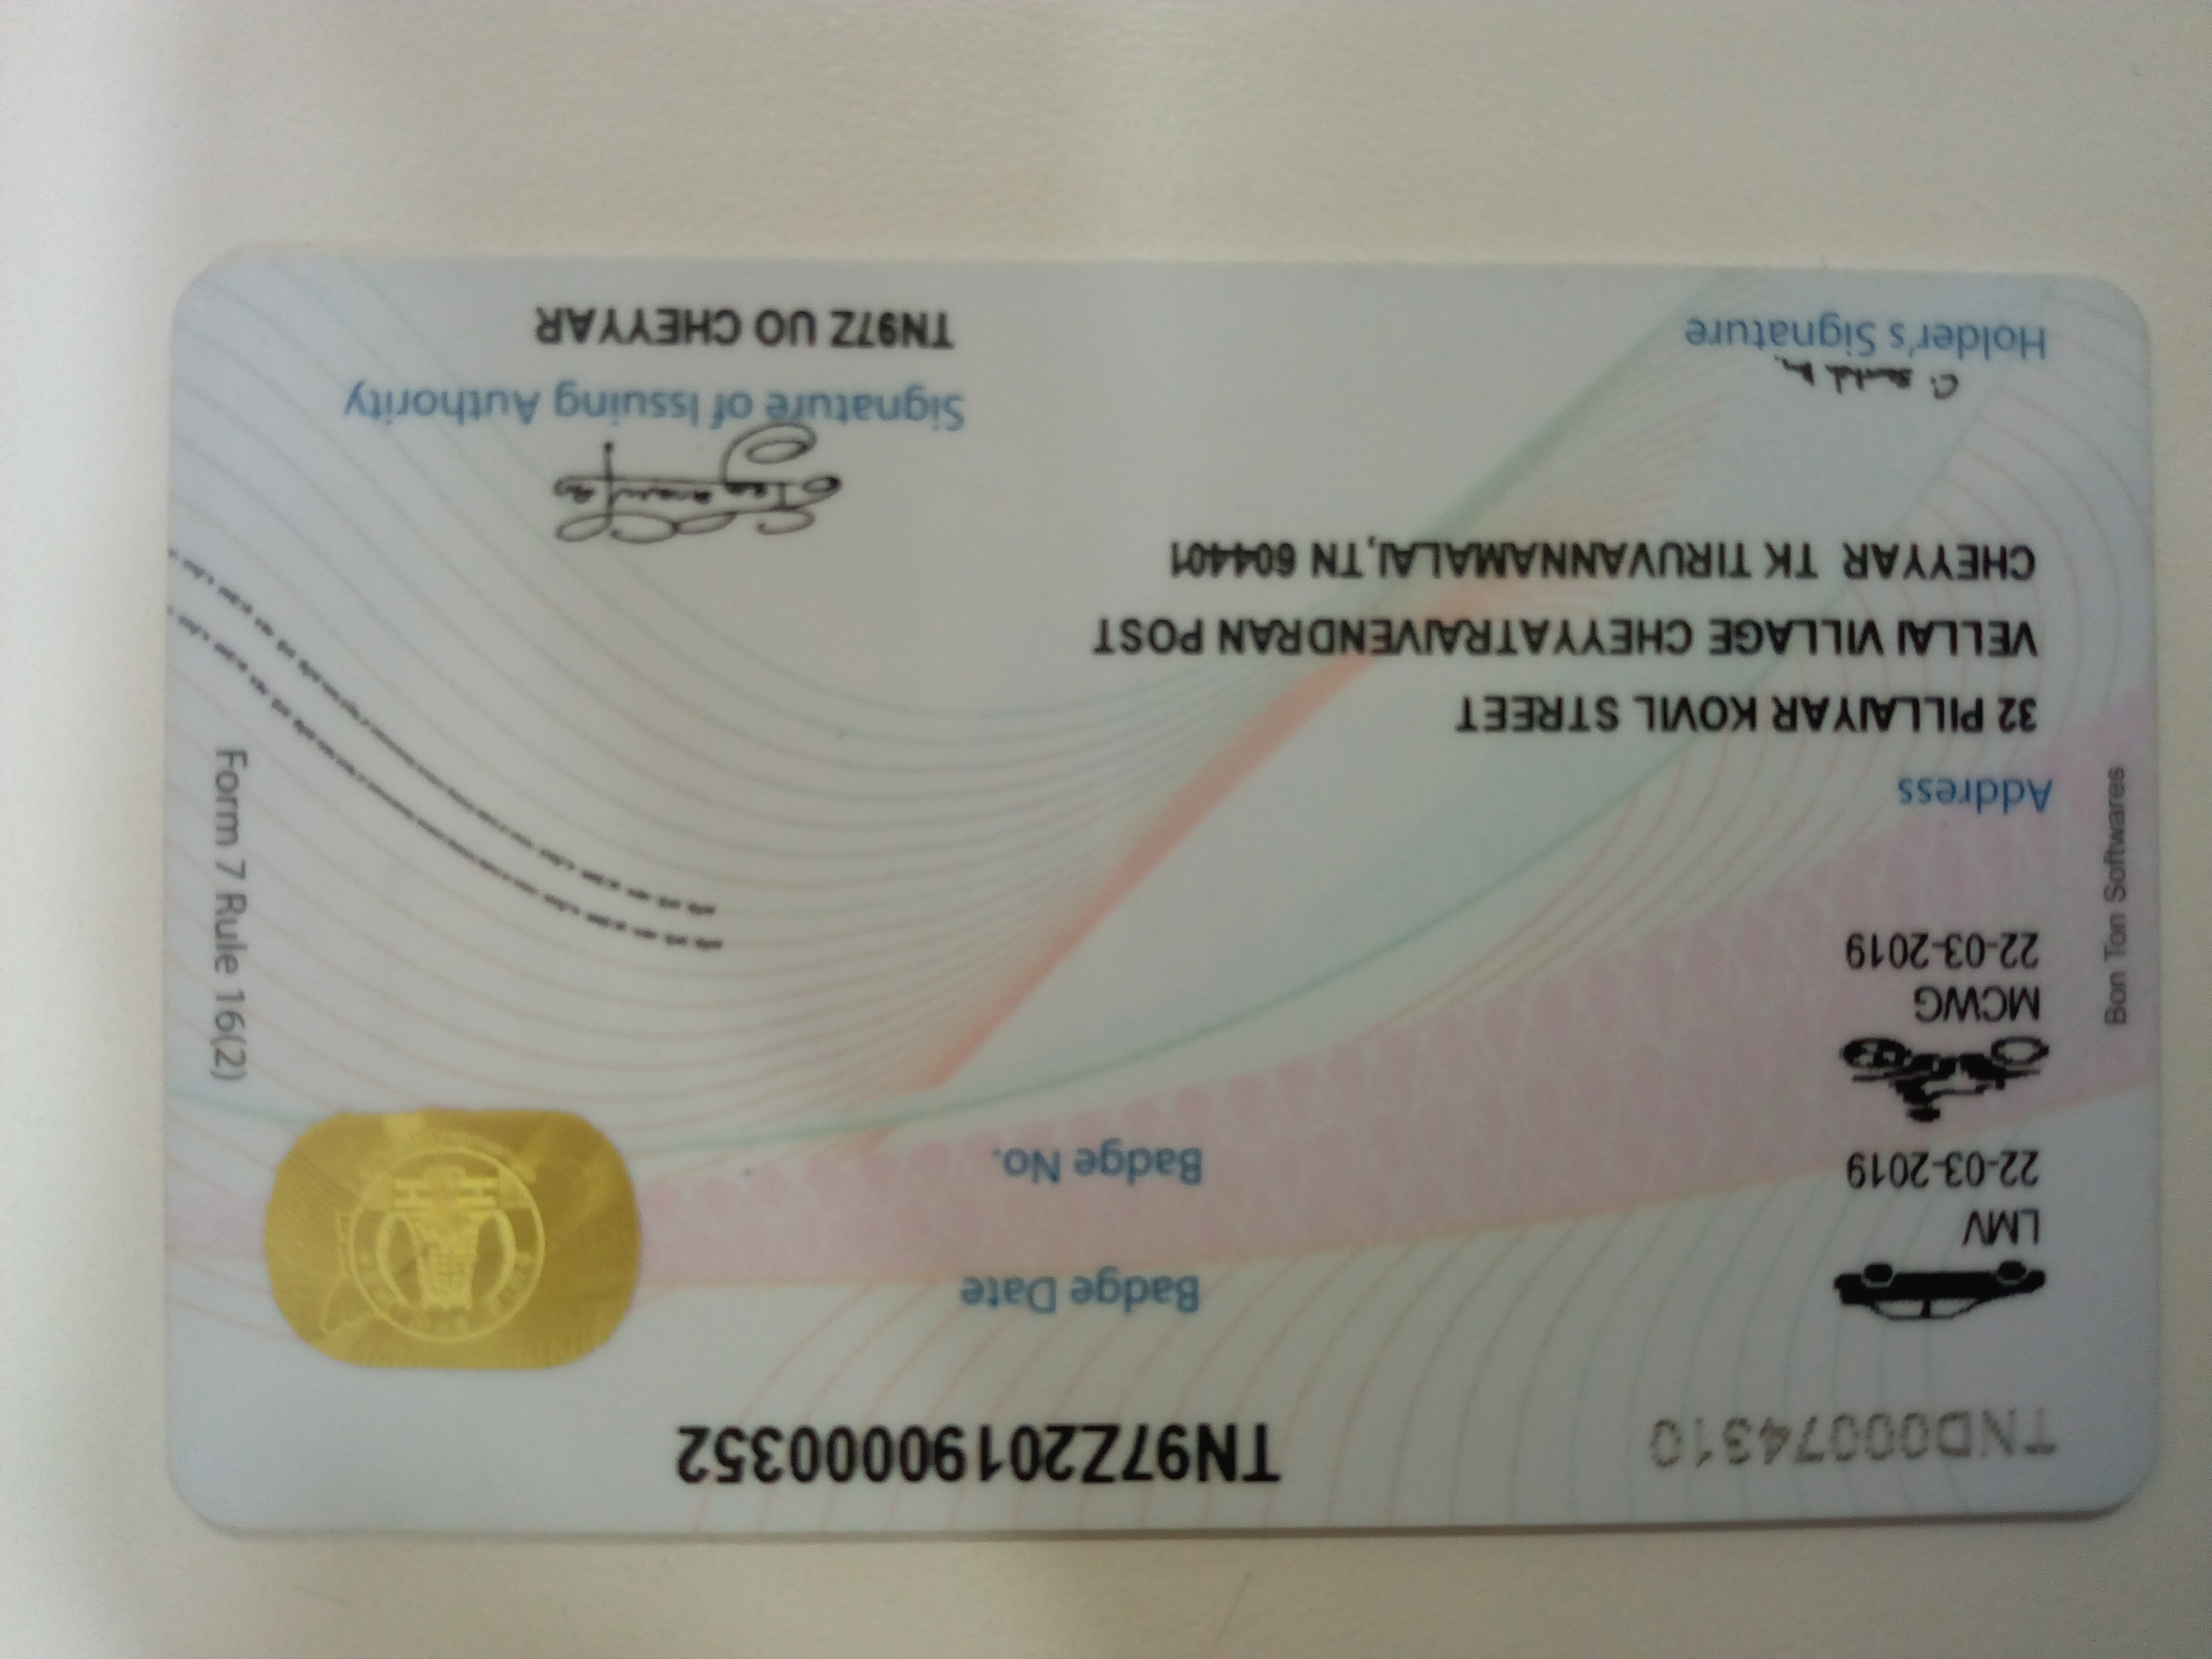 TND00074310
TN97Z20190000352
LMV
22-03-2019
Badge Date
MCWG
22-03-2019
Badge No.
Address
32 PILLAIYAR KOVIL STREET
VELLAI VILLAGE CHEYYATRAIVENDRAN POST
CHEYYAR TK TIRUVANNAMALAI,TN 604401
Holder's Signature
Signature of Issuing Authority
TN97Z UO CHEYYAR
Form 7 Rule 16(2)
Bon Ton Softwares